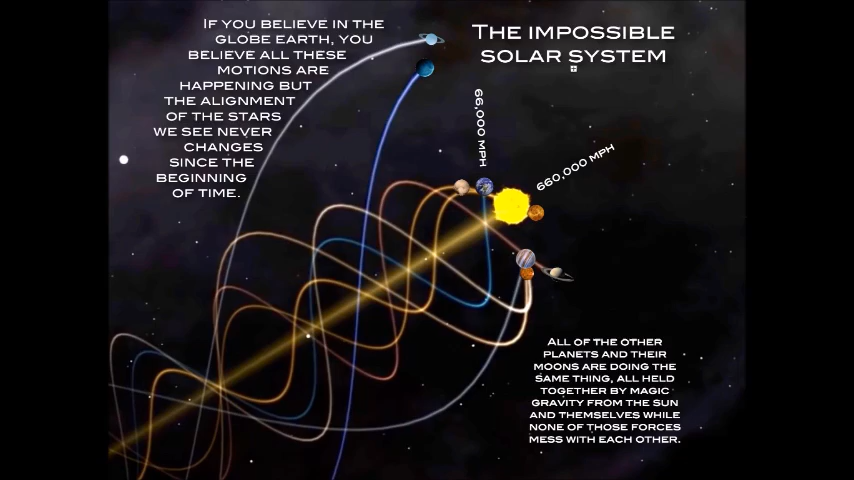 If you believe in the
globe earth, you
believe all these
motions are
happening but
the alignment
of the stars
we see never
changes
since the
beginning
of time.
The impossible
solar system
66,000 mph
660,000 mph
All of the other
planets and their
moons are doing the
same thing, all held
together by magic
gravity from the sun
and themselves while
none of those forces
mess with each other.